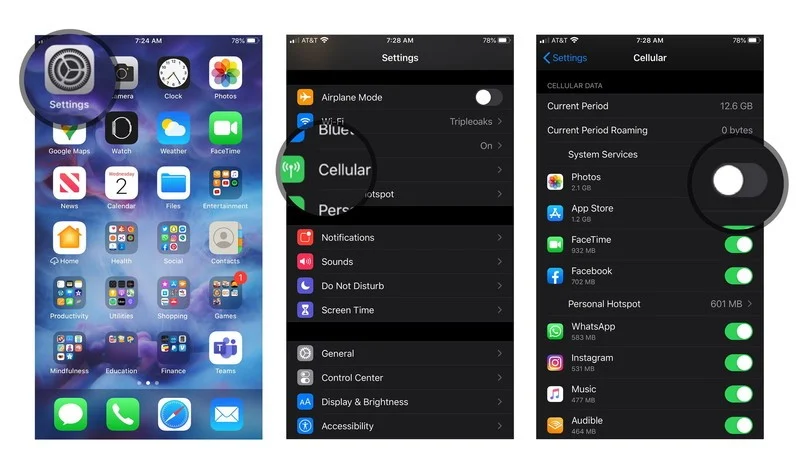 7:24 AM
78%
Settings
Camera
Clock
Photos
Google Maps
Watch
Weather
FaceTime
News
Wednesday
2
Calendar
Files
Entertainment
Home
Health
Social
Contacts
1
Productivity
Utilities
Shopping
Games
Mindfulness
Education
Finance
Teams
AT&T
7:28 AM
78%
Settings
Airplane Mode
Wi-Fi
Tripleoaks
Bluet
On
Cellular
Pers
otspot
Notifications
Sounds
Do Not Disturb
Screen Time
General
Control Center
AA
Display & Brightness
Accessibility
AT&T
7:28 AM
78%
Settings
Cellular
CELLULAR DATA
Current Period
12.6 GB
Current Period Roaming
0 bytes
System Services
Photos
2.1 GB
App Store
1.2 GB
FaceTime
932 MB
Facebook
702 MB
Personal Hotspot
601 MB
WhatsApp
583 MB
Instagram
531 MB
Music
477 MB
Audible
464 MB